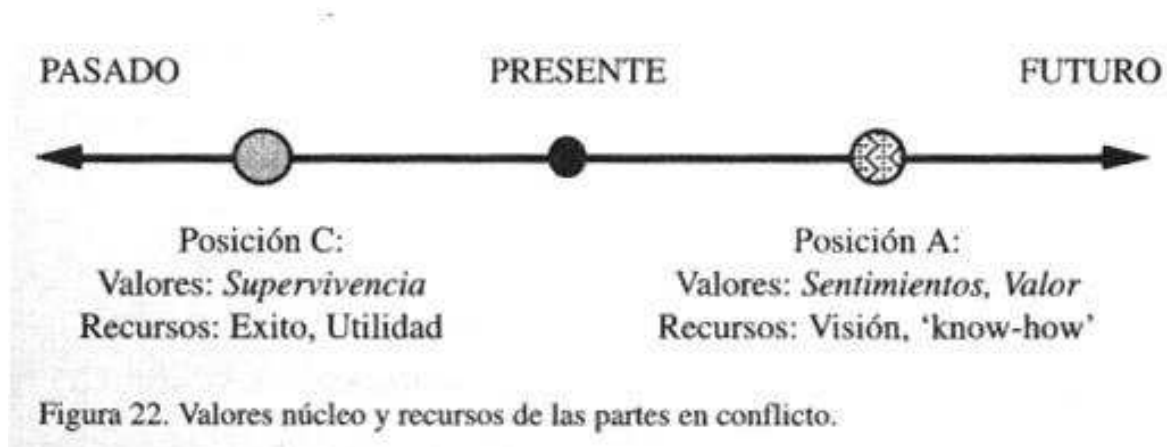 PASADO PRESENTE FUTURO
Posición C:
Valores: Supervivencia
Recursos: Exito, Utilidad
Posición A:
Valores: Sentimientos, Valor
Recursos: Visión, ‘know-how’
Figura 22. Valores núcleo y recursos de las partes en conflicto.